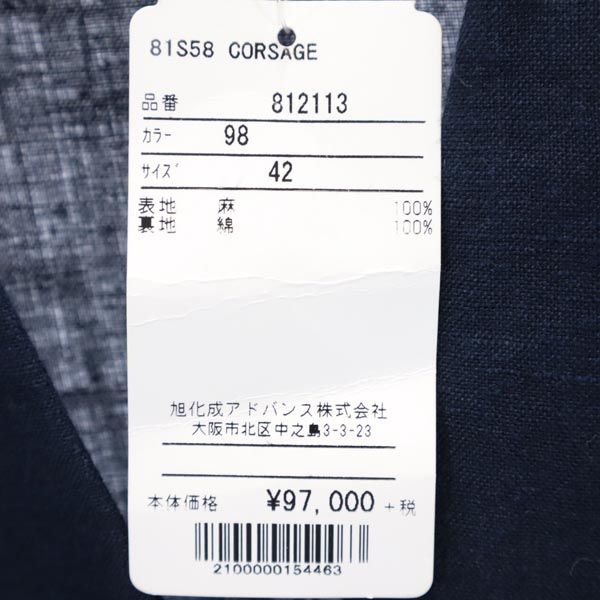 81S58 CORSAGE
品番 812113
カラー 98
サイズ 42
表地 麻 100%
裏地 綿 100%
旭化成アドバンス株式会社
大阪市北区中之島3-3-23
本体価格 ¥97,000 +税
2100000154463